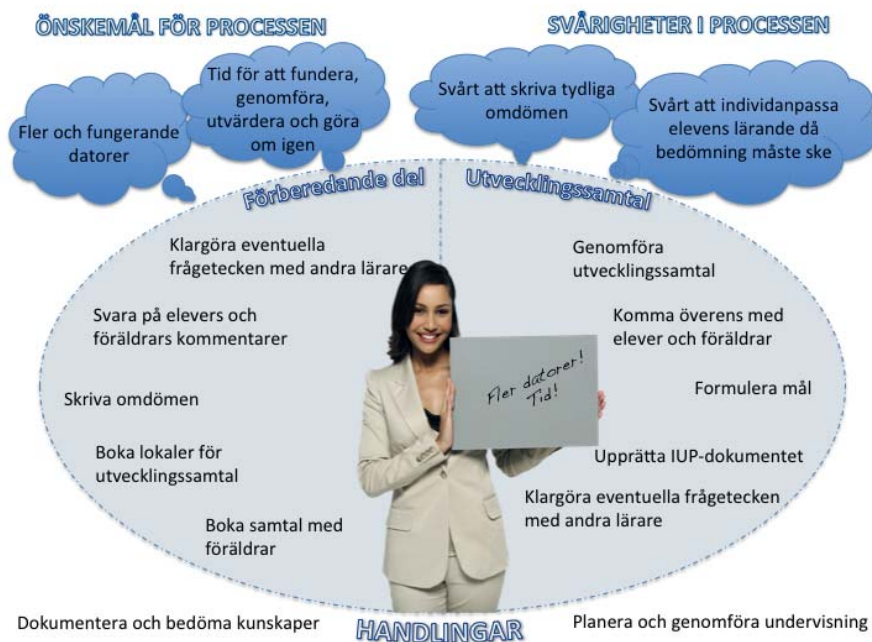 ÖNSKEMÅL FÖR PROCESSEN
SVÅRIGHETER I PROCESSEN
Fler och fungerande
datorer
Tid för att fundera,
genomföra,
utvärdera och göra
om igen
Svårt att skriva tydliga
omdömen
Svårt att individanpassa
elevens lärande då
bedömning måste ske
Förberedande del
Utvecklingssamtal
Klargöra eventuella
frågetecken med andra lärare
Svara på elevers och
föräldrars kommentarer
Skriva omdömen
Boka lokaler för
utvecklingssamtal
Boka samtal med
föräldrar
Fler datorer!
Tid!
Genomföra
utvecklingssamtal
Komma överens med
elever och föräldrar
Formulera mål
Upprätta IUP-dokumentet
Klargöra eventuella frågetecken
med andra lärare
Dokumentera och bedöma kunskaper
HANDLINGAR
Planera och genomföra undervisning